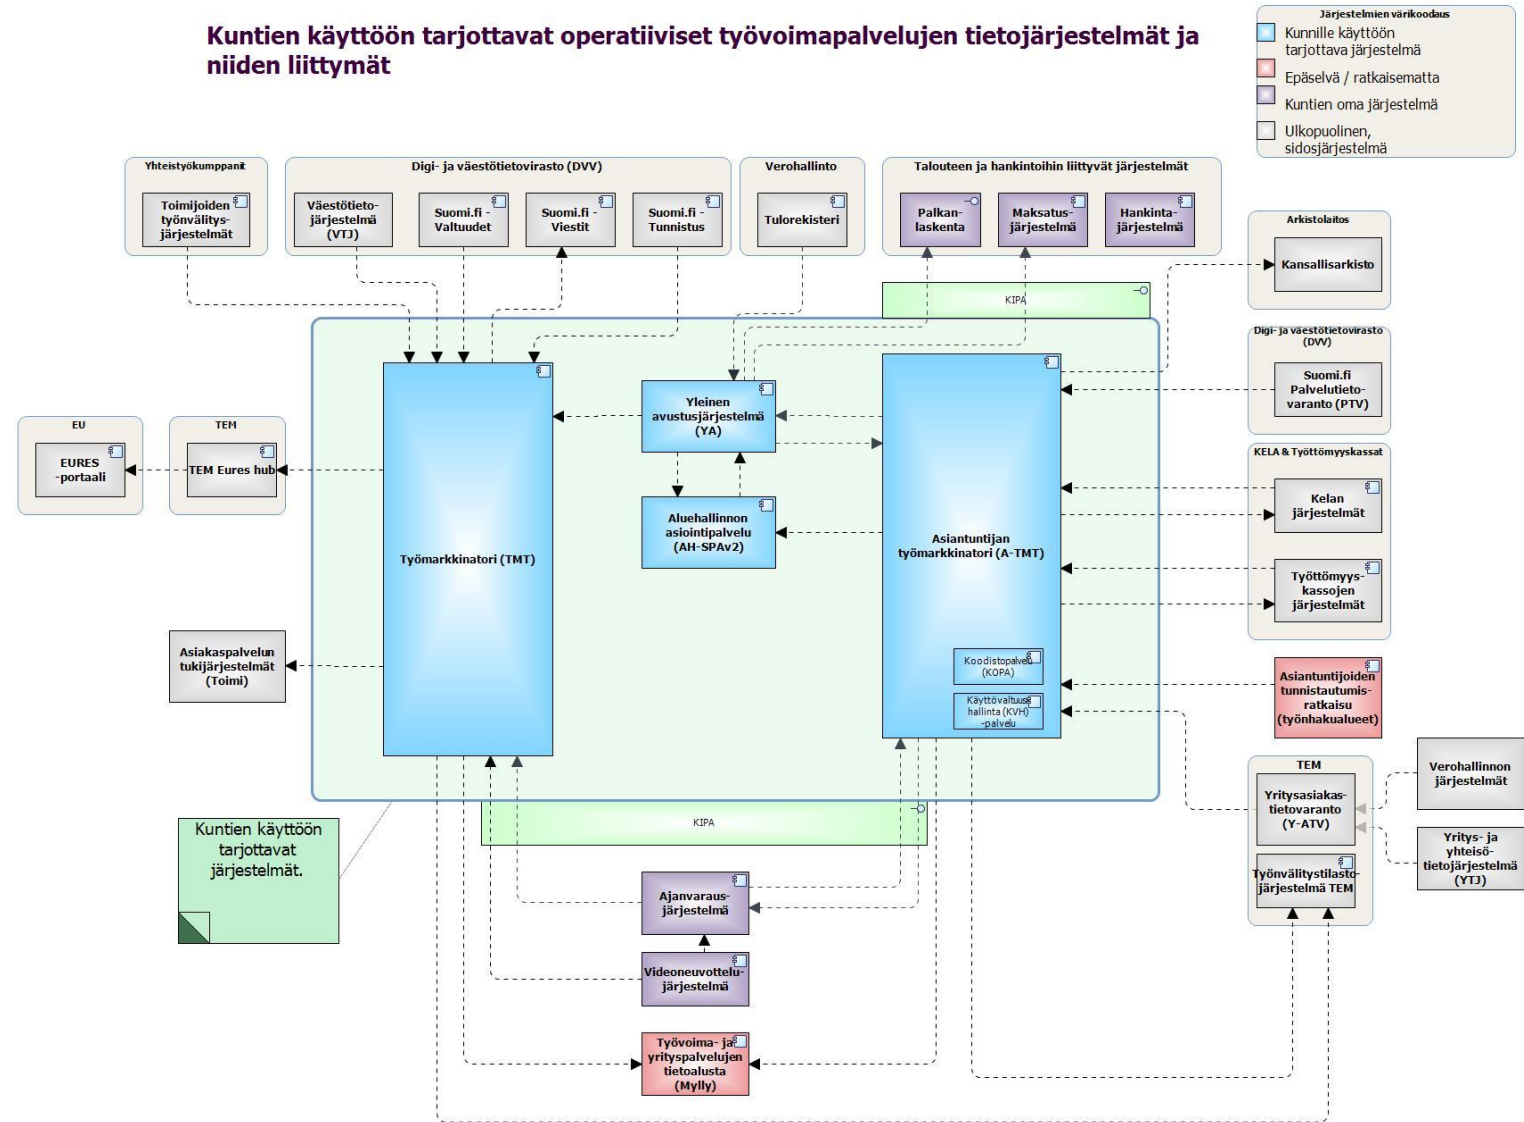 Kuntien käyttöön tarjottavat operatiiviset työvoimapalvelujen tietojärjestelmät ja
niiden liittymät
Järjestelmien värikoodaus
Kunnille käyttöön
tarjottava järjestelmä
Epäselvä / ratkaisematta
Kuntien oma järjestelmä
Ulkopuolinen,
sidosjärjestelmä
Yhteistyökumppanit
Toimijoiden
työnvälitys-
järjestelmät
Digi- ja väestötietovirasto (DVV)
Väestötieto-
järjestelmä
(VTJ)
Suomi.fi -
Valtuudet
Suomi.fi -
Viestit
Suomi.fi -
Tunnistus
Verohallinto
Tulorekisteri
Talouteen ja hankintoihin liittyvät järjestelmät
Palkan-
laskenta
Maksatus-
järjestelmä
Hankinta-
järjestelmä
Arkistolaitos
Kansallisarkisto
KIPA
Digi- ja väestötietovirasto
(DVV)
Suomi.fi
Palvelutieto-
varanto (PTV)
Yleinen
avustusjärjestelmä
(YA)
EU
EURES
-portaali
TEM
TEM Eures hub
KELA & Työttömyyskassat
Kelan
järjestelmät
Aluehallinnon
asiointipalvelu
(AH-SPAv2)
Työmarkkinatori (TMT)
Asiantuntijan
työmarkkinatori (A-TMT)
Työttömyys-
kassojen
järjestelmät
Asiakaspalvelun
tukijärjestelmät
(Toimi)
Koodistopalvelu
(KOPA)
Käyttövaltuus-
hallinta (KVH)
-palvelu
Asiantuntijoiden
tunnistautumis-
ratkaisu
(työnhakualueet)
TEM
Yritysasiakas-
tietovaranto
(Y-ATV)
Verohallinnon
järjestelmät
Yritys- ja
yhteisö-
tietojärjestelmä
(YTJ)
Työnvälitystilasto-
järjestelmä TEM
KIPA
Kuntien käyttöön
tarjottavat
järjestelmät.
Ajanvaraus-
järjestelmä
Videoneuvottelu-
järjestelmä
Työvoima- ja
yrityspalvelujen
tietoalusta
(Mylly)